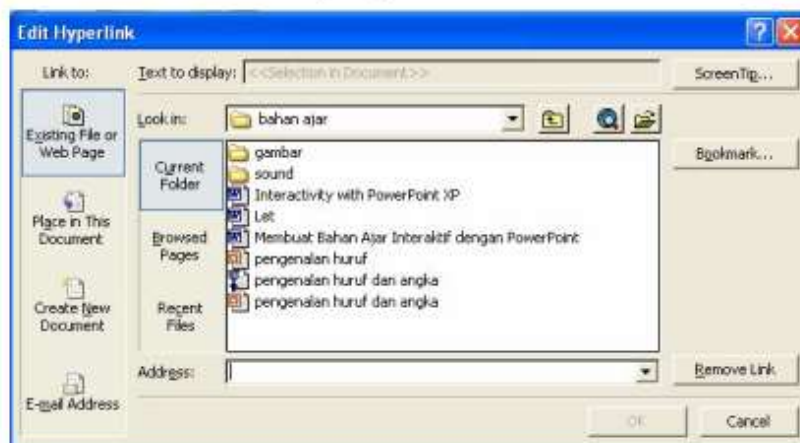 Edit Hyperlink
Link to:
Text to display: <<Selection in Document>>
ScreenTip...
Existing File or
Web Page
Place in This
Document
Create New
Document
E-mail Address
Look in: bahan ajar
Current
Folder
Browsed
Pages
Recent
Files
gambar
sound
Interactivity with PowerPoint XP
Let
Membuat Bahan Ajar Interaktif dengan PowerPoint
pengenalan huruf
pengenalan huruf dan angka
pengenalan huruf dan angka
Address:
Bookmark...
Remove Link
OK
Cancel